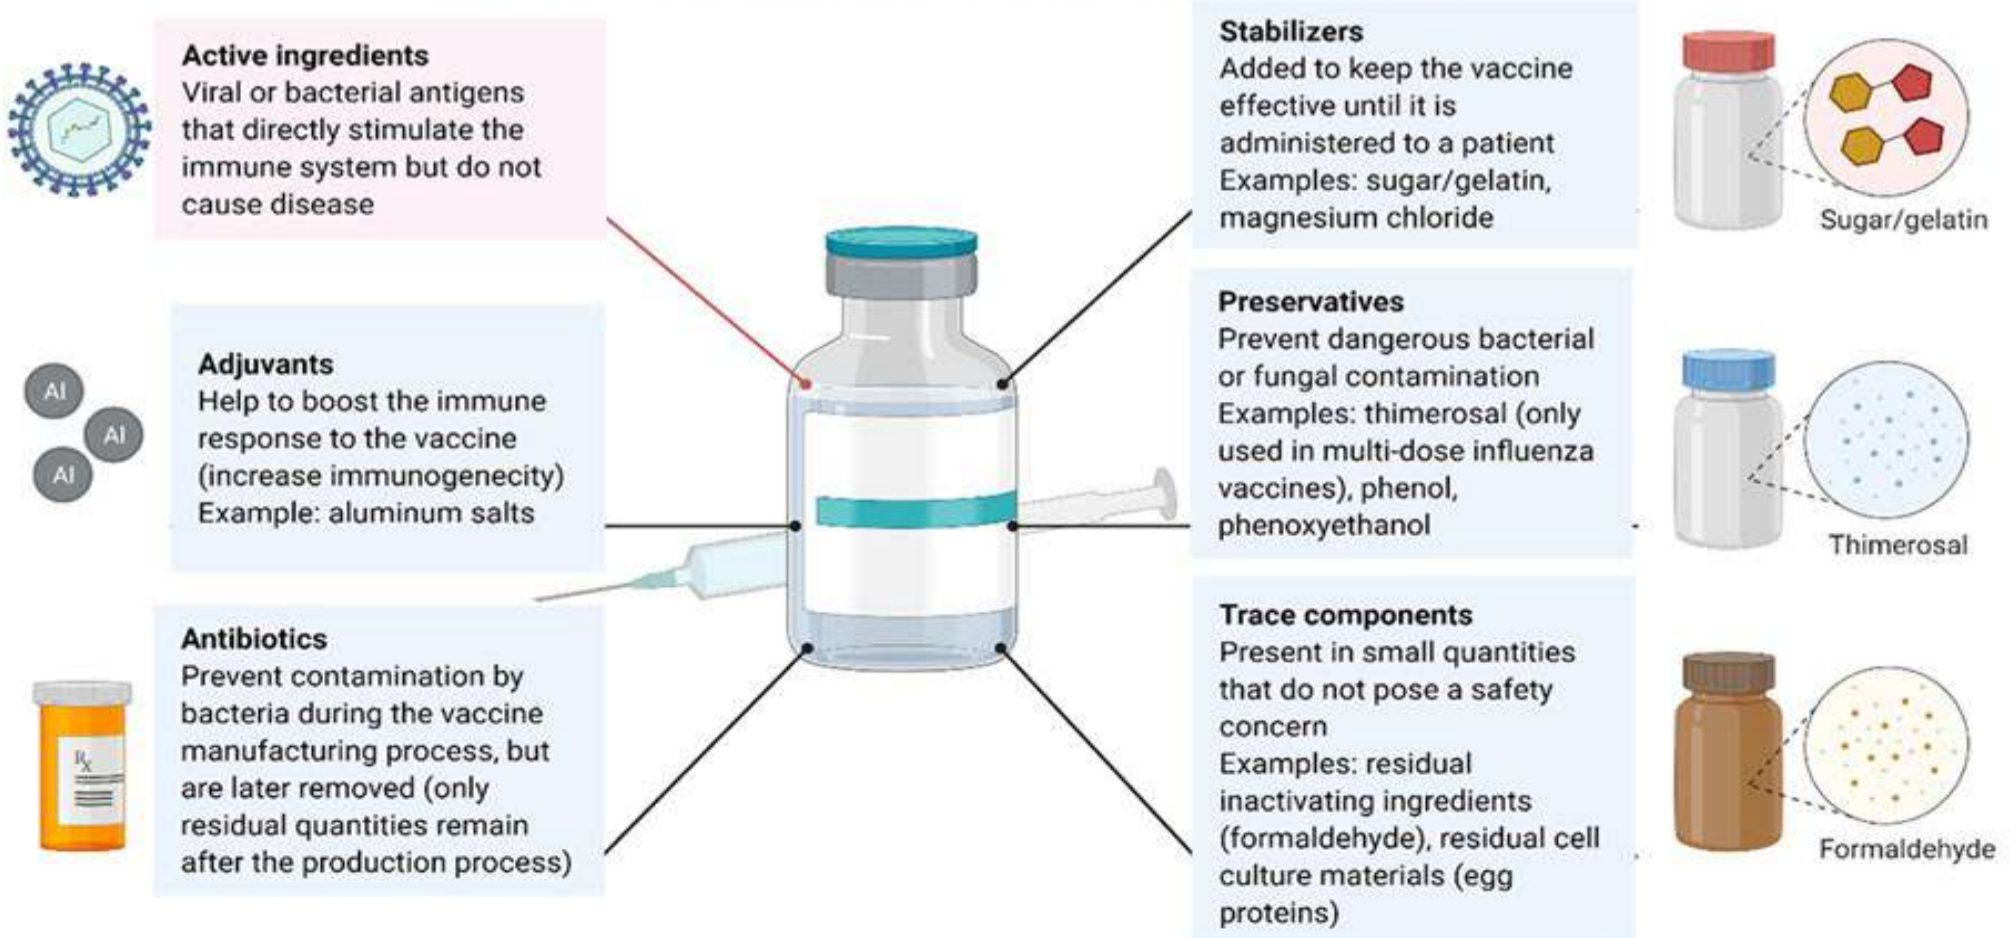 Active ingredients
Viral or bacterial antigens
that directly stimulate the
immune system but do not
cause disease
Al
Al
Al
Adjuvants
Help to boost the immune
response to the vaccine
(increase immunogenecity)
Example: aluminum salts
Rx
Antibiotics
Prevent contamination by
bacteria during the vaccine
manufacturing process, but
are later removed (only
residual quantities remain
after the production process)
Stabilizers
Added to keep the vaccine
effective until it is
administered to a patient
Examples: sugar/gelatin,
magnesium chloride
Sugar/gelatin
Preservatives
Prevent dangerous bacterial
or fungal contamination
Examples: thimerosal (only
used in multi-dose influenza
vaccines), phenol,
phenoxyethanol
Thimerosal
Trace components
Present in small quantities
that do not pose a safety
concern
Examples: residual
inactivating ingredients
(formaldehyde), residual cell
culture materials (egg
proteins)
Formaldehyde